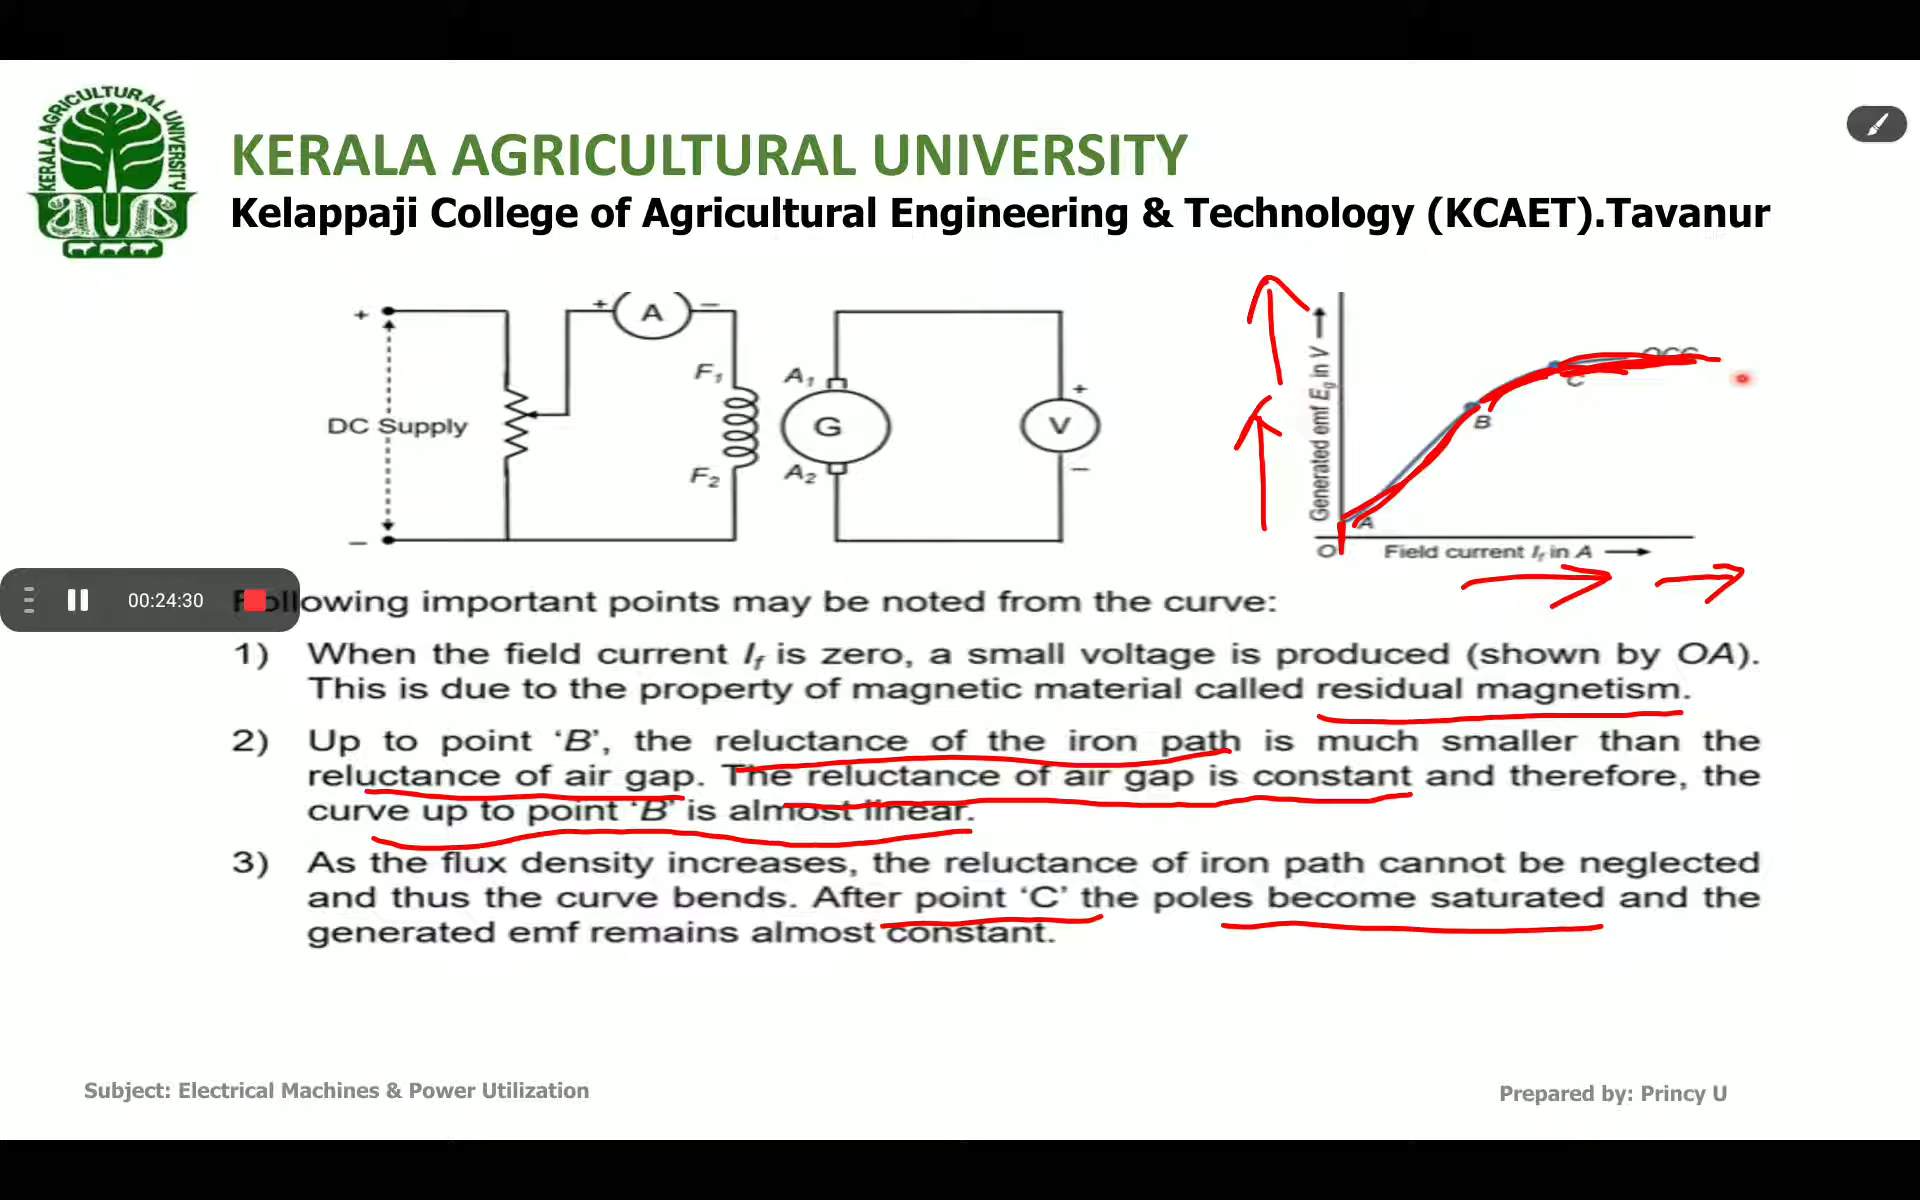 KERALA AGRICULTURAL UNIVERSITY
KERALA AGRICULTURAL UNIVERSITY
Kelappaji College of Agricultural Engineering & Technology (KCAET).Tavanur
+ A −
+
DC Supply
−
F1
F2
A1
G
A2
+
V
−
Generated emf Eg in V
OCC
C
B
A
O
Field current If in A
00:24:30
Following important points may be noted from the curve:
1) When the field current If is zero, a small voltage is produced (shown by OA).
This is due to the property of magnetic material called residual magnetism.
2) Up to point ‘B’, the reluctance of the iron path is much smaller than the
reluctance of air gap. The reluctance of air gap is constant and therefore, the
curve up to point ‘B’ is almost linear.
3) As the flux density increases, the reluctance of iron path cannot be neglected
and thus the curve bends. After point ‘C’ the poles become saturated and the
generated emf remains almost constant.
Subject: Electrical Machines & Power Utilization
Prepared by: Princy U